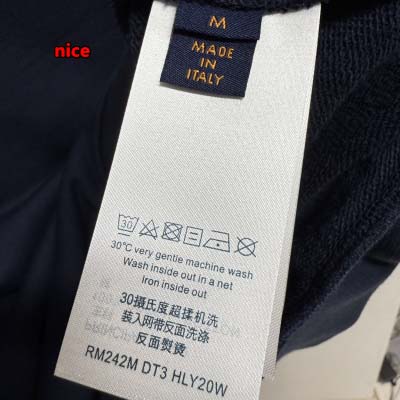 nice
M
MADE
IN
ITALY
30
30°C very gentle machine wash
Wash inside out in a net
Iron inside out
30摄氏度超揉机洗
装入网带反面洗涤
反面熨烫
RM242M DT3 HLY20W